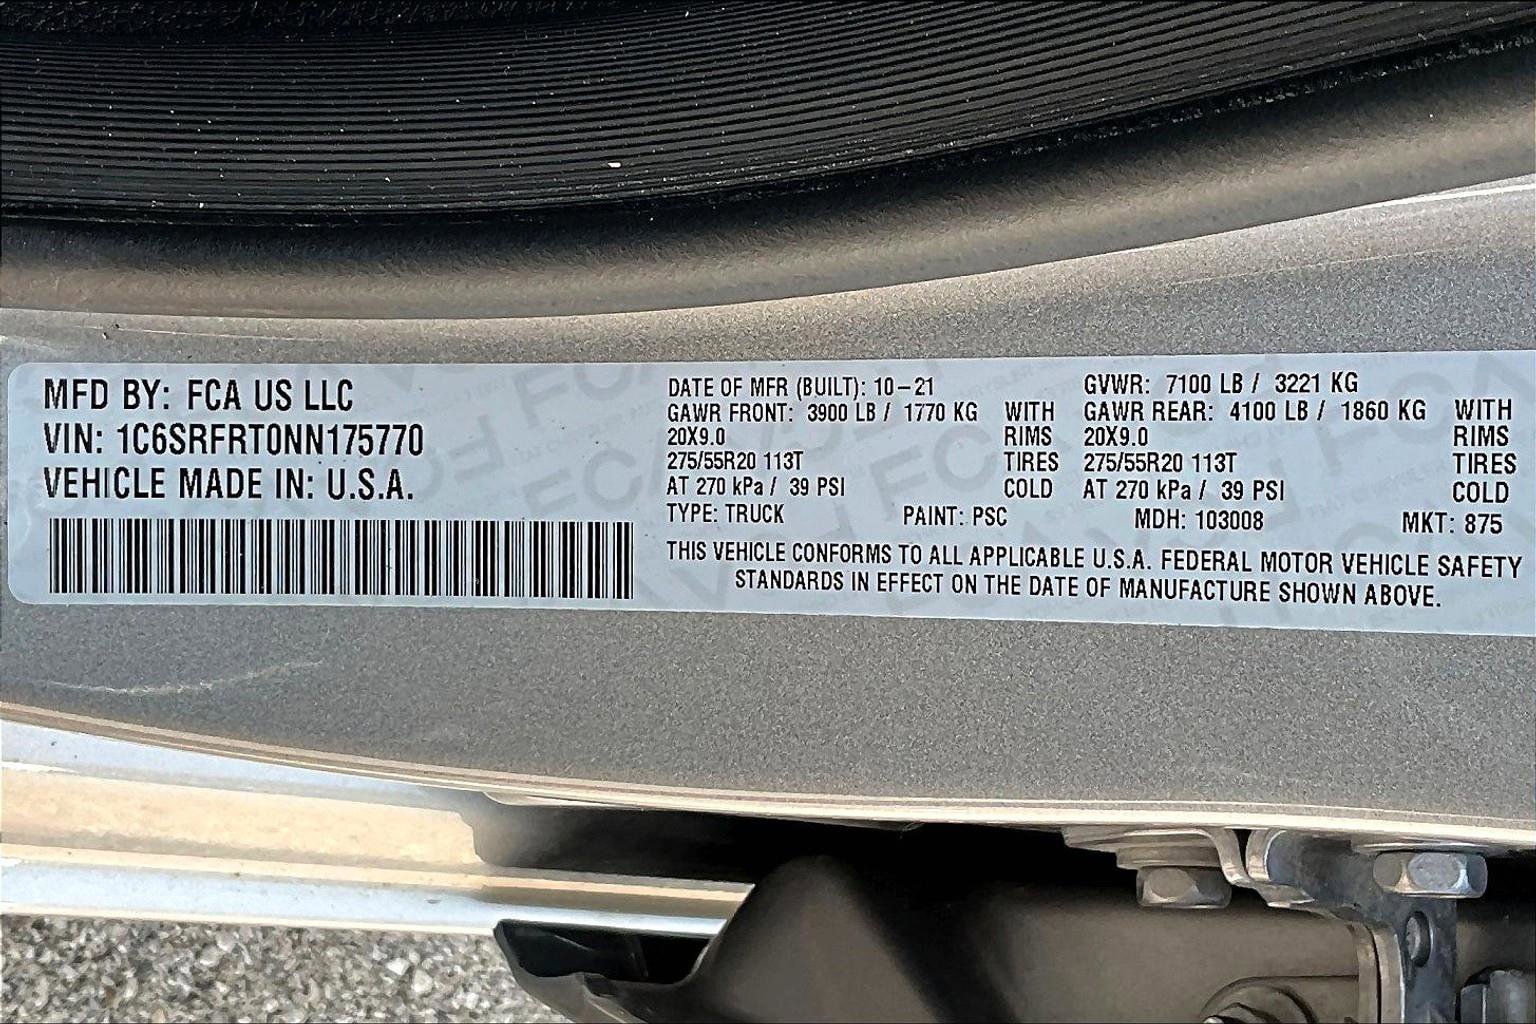 MFD BY: FCA US LLC
VIN: 1C6SRFRT0NN175770
VEHICLE MADE IN: U.S.A.
DATE OF MFR (BUILT): 10-21
GAWR FRONT: 3900 LB / 1770 KG WITH
20X9.0 RIMS
275/55R20 113T TIRES
AT 270 kPa / 39 PSI COLD
GVWR: 7100 LB / 3221 KG
GAWR REAR: 4100 LB / 1860 KG WITH
20X9.0 RIMS
275/55R20 113T TIRES
AT 270 kPa / 39 PSI COLD
TYPE: TRUCK PAINT: PSC MDH: 103008 MKT: 875
THIS VEHICLE CONFORMS TO ALL APPLICABLE U.S.A. FEDERAL MOTOR VEHICLE SAFETY
STANDARDS IN EFFECT ON THE DATE OF MANUFACTURE SHOWN ABOVE.